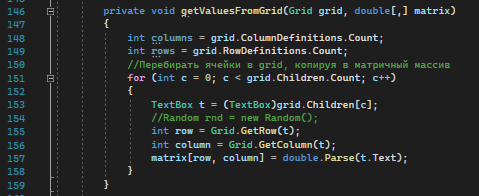 146 private void getValuesFromGrid(Grid grid, double[,] matrix)
147 {
148 int columns = grid.ColumnDefinitions.Count;
149 int rows = grid.RowDefinitions.Count;
150 //Перебирать ячейки в grid, копируя в матричный массив
151 for (int c = 0; c < grid.Children.Count; c++)
152 {
153 TextBox t = (TextBox)grid.Children[c];
154 //Random rnd = new Random();
155 int row = Grid.GetRow(t);
156 int column = Grid.GetColumn(t);
157 matrix[row, column] = double.Parse(t.Text);
158 }
159 }